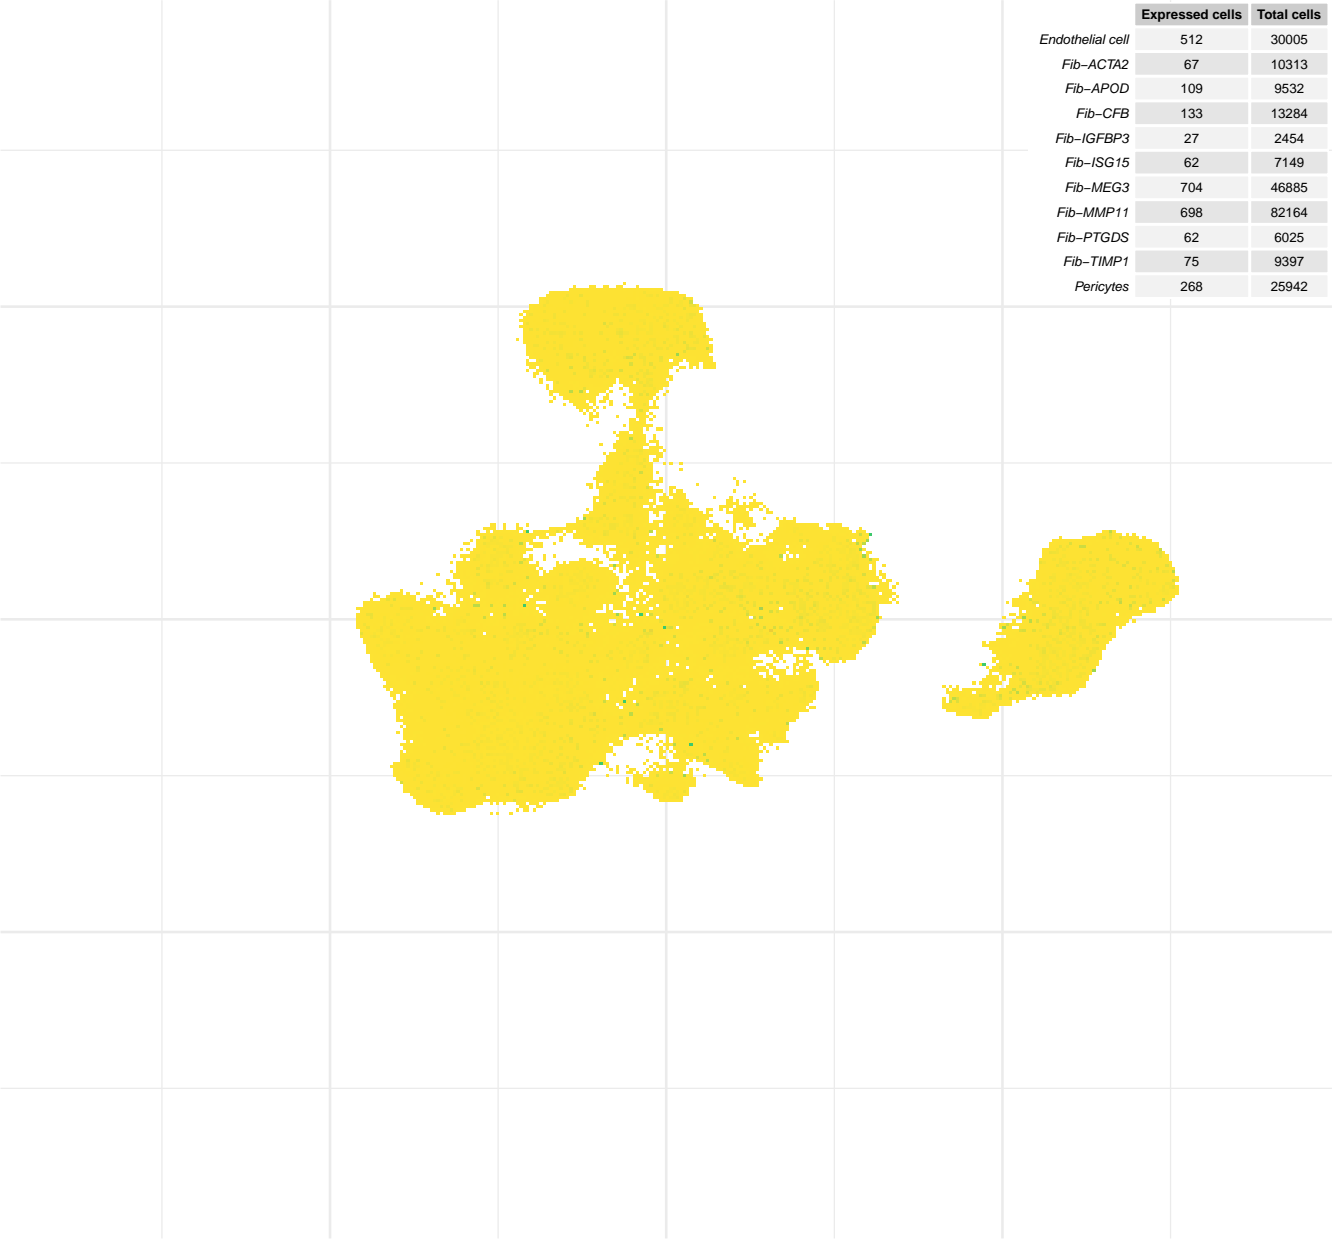 Expressed cells Total cells
Endothelial cell 512 30005
Fib−ACTA2 67 10313
Fib−APOD 109 9532
Fib−CFB 133 13284
Fib−IGFBP3 27 2454
Fib−ISG15 62 7149
Fib−MEG3 704 46885
Fib−MMP11 698 82164
Fib−PTGDS 62 6025
Fib−TIMP1 75 9397
Pericytes 268 25942